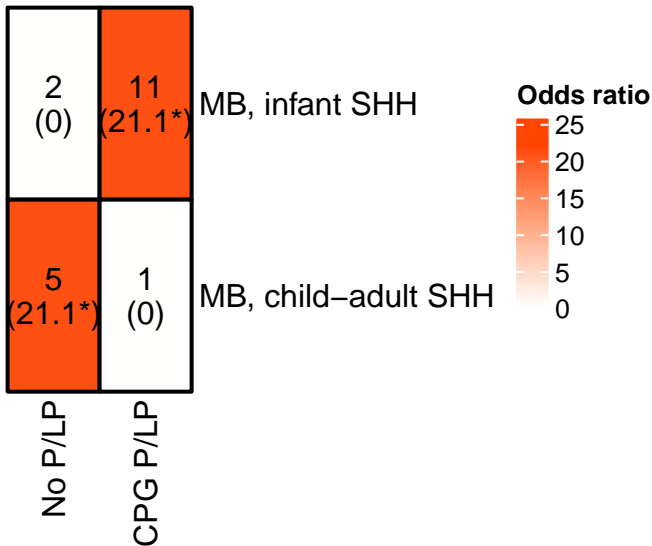 2 11 MB, infant SHH
(0) (21.1*)
5 1 MB, child–adult SHH
(21.1*) (0)
No P/LP
CPG P/LP
Odds ratio
25
20
15
10
5
0